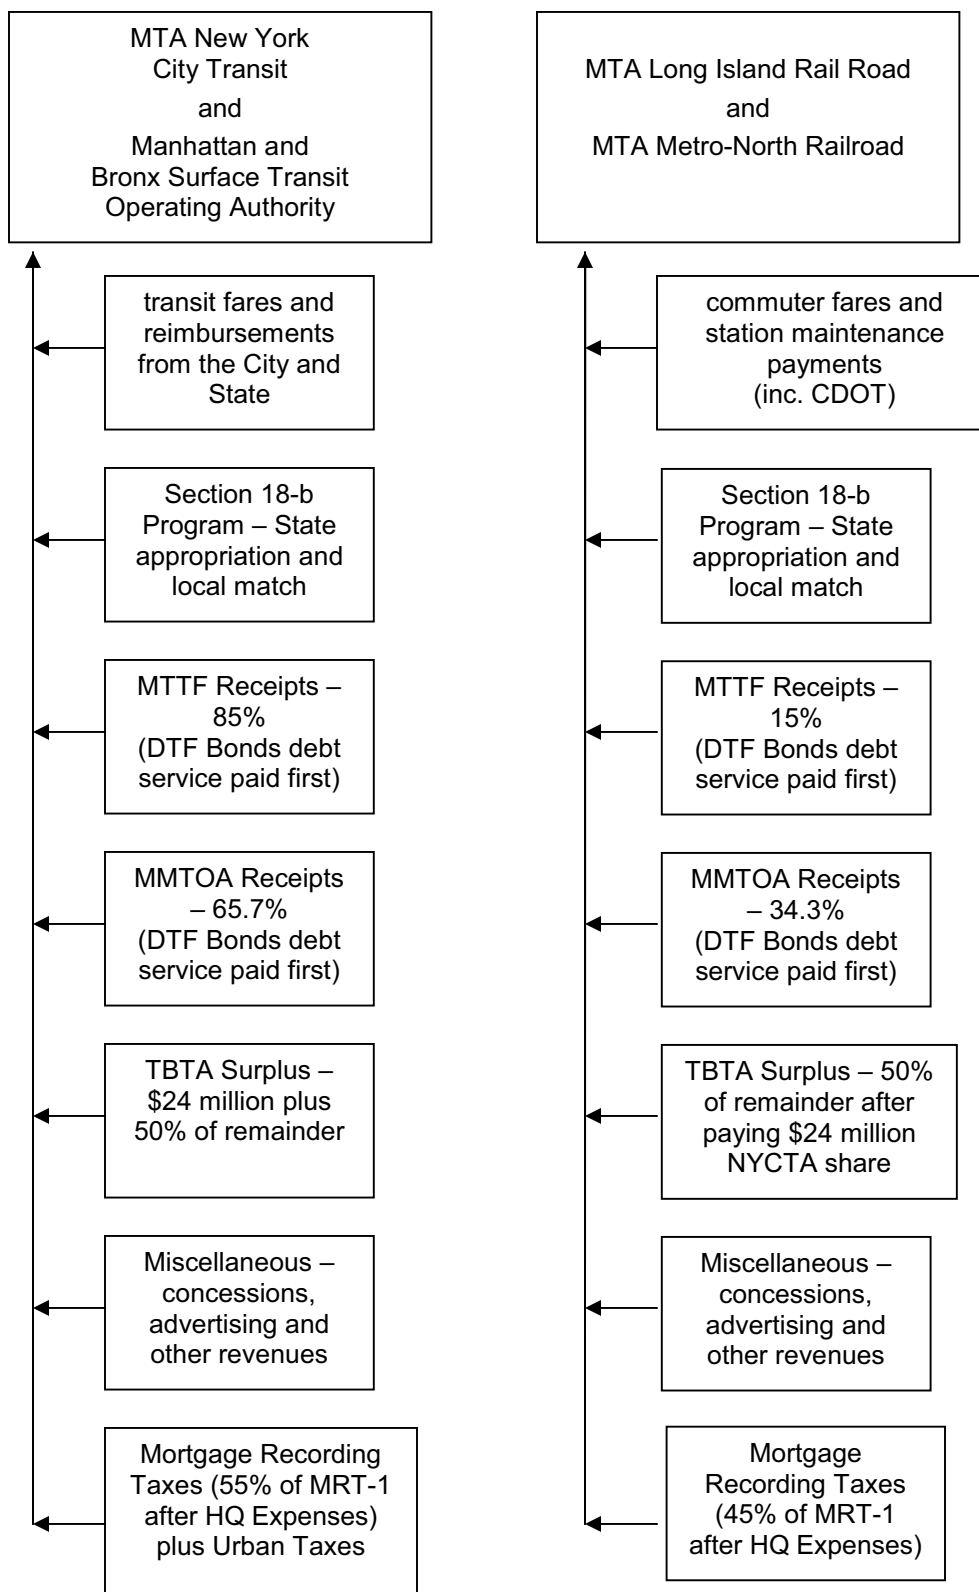 MTA New York
City Transit
and
Manhattan and
Bronx Surface Transit
Operating Authority
MTA Long Island Rail Road
and
MTA Metro-North Railroad
transit fares and
reimbursements
from the City and
State
commuter fares and
station maintenance
payments
(inc. CDOT)
Section 18-b
Program – State
appropriation and
local match
Section 18-b
Program – State
appropriation and
local match
MTTF Receipts –
85%
(DTF Bonds debt
service paid first)
MTTF Receipts –
15%
(DTF Bonds debt
service paid first)
MMTOA Receipts
– 65.7%
(DTF Bonds debt
service paid first)
MMTOA Receipts
– 34.3%
(DTF Bonds debt
service paid first)
TBTA Surplus –
$24 million plus
50% of remainder
TBTA Surplus – 50%
of remainder after
paying $24 million
NYCTA share
Miscellaneous –
concessions,
advertising and
other revenues
Miscellaneous –
concessions,
advertising and
other revenues
Mortgage Recording
Taxes (55% of MRT-1
after HQ Expenses)
plus Urban Taxes
Mortgage
Recording Taxes
(45% of MRT-1
after HQ Expenses)